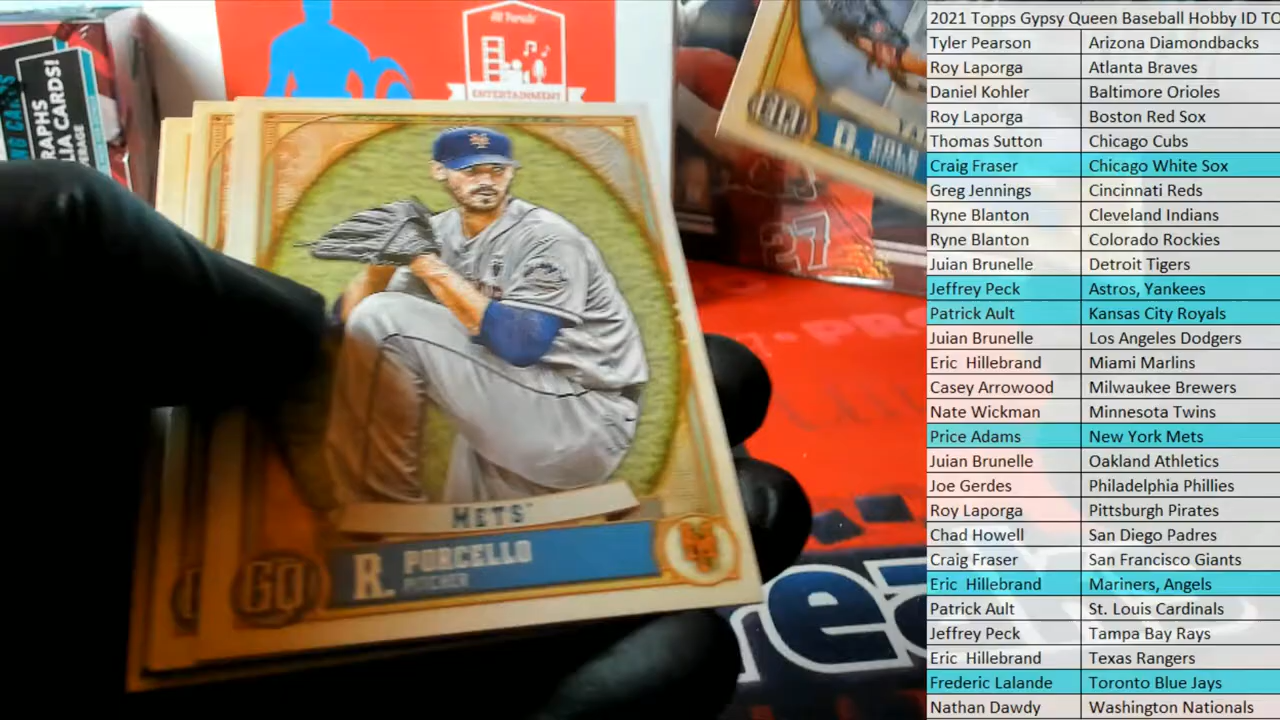 All Parade
ENTERTAINMENT
RAPHS
LIA CARDS!
ERAGE
27
GQ
METS
R. PORCELLO
PITCHER
GQ
2021 Topps Gypsy Queen Baseball Hobby ID TO
Tyler Pearson Arizona Diamondbacks
Roy Laporga Atlanta Braves
Daniel Kohler Baltimore Orioles
Roy Laporga Boston Red Sox
Thomas Sutton Chicago Cubs
Craig Fraser Chicago White Sox
Greg Jennings Cincinnati Reds
Ryne Blanton Cleveland Indians
Ryne Blanton Colorado Rockies
Juian Brunelle Detroit Tigers
Jeffrey Peck Astros, Yankees
Patrick Ault Kansas City Royals
Juian Brunelle Los Angeles Dodgers
Eric Hillebrand Miami Marlins
Casey Arrowood Milwaukee Brewers
Nate Wickman Minnesota Twins
Price Adams New York Mets
Juian Brunelle Oakland Athletics
Joe Gerdes Philadelphia Phillies
Roy Laporga Pittsburgh Pirates
Chad Howell San Diego Padres
Craig Fraser San Francisco Giants
Eric Hillebrand Mariners, Angels
Patrick Ault St. Louis Cardinals
Jeffrey Peck Tampa Bay Rays
Eric Hillebrand Texas Rangers
Frederic Lalande Toronto Blue Jays
Nathan Dawdy Washington Nationals